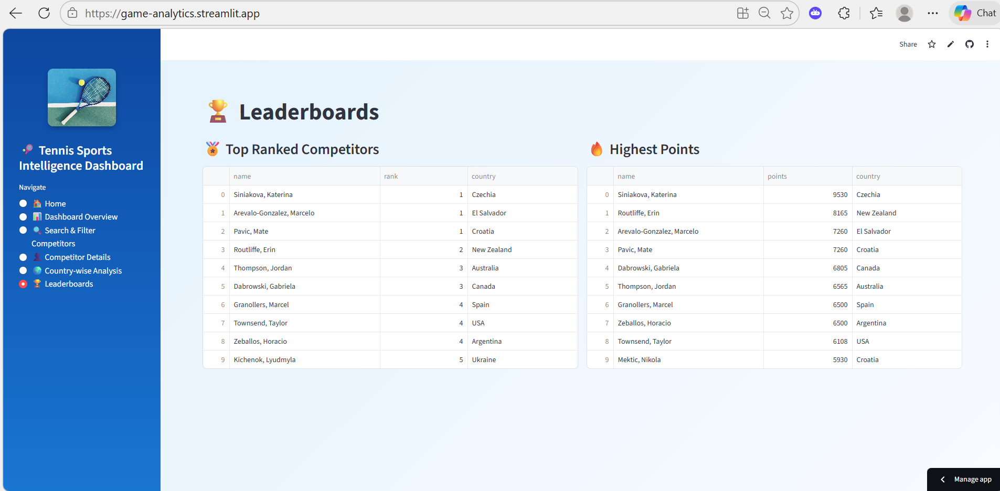 https://game-analytics.streamlit.app
Chat
Share
Tennis Sports
Intelligence Dashboard
Navigate
Home
Dashboard Overview
Search & Filter
Competitors
Competitor Details
Country-wise Analysis
Leaderboards
Leaderboards
Top Ranked Competitors
name rank country
0 Siniakova, Katerina 1 Czechia
1 Arevalo-Gonzalez, Marcelo 1 El Salvador
2 Pavic, Mate 1 Croatia
3 Routliffe, Erin 2 New Zealand
4 Thompson, Jordan 3 Australia
5 Dabrowski, Gabriela 3 Canada
6 Granollers, Marcel 4 Spain
7 Townsend, Taylor 4 USA
8 Zeballos, Horacio 4 Argentina
9 Kichenok, Lyudmyla 5 Ukraine
Highest Points
name points country
0 Siniakova, Katerina 9530 Czechia
1 Routliffe, Erin 8165 New Zealand
2 Arevalo-Gonzalez, Marcelo 7260 El Salvador
3 Pavic, Mate 7260 Croatia
4 Dabrowski, Gabriela 6805 Canada
5 Thompson, Jordan 6565 Australia
6 Granollers, Marcel 6500 Spain
7 Zeballos, Horacio 6500 Argentina
8 Townsend, Taylor 6108 USA
9 Mektic, Nikola 5930 Croatia
Manage app